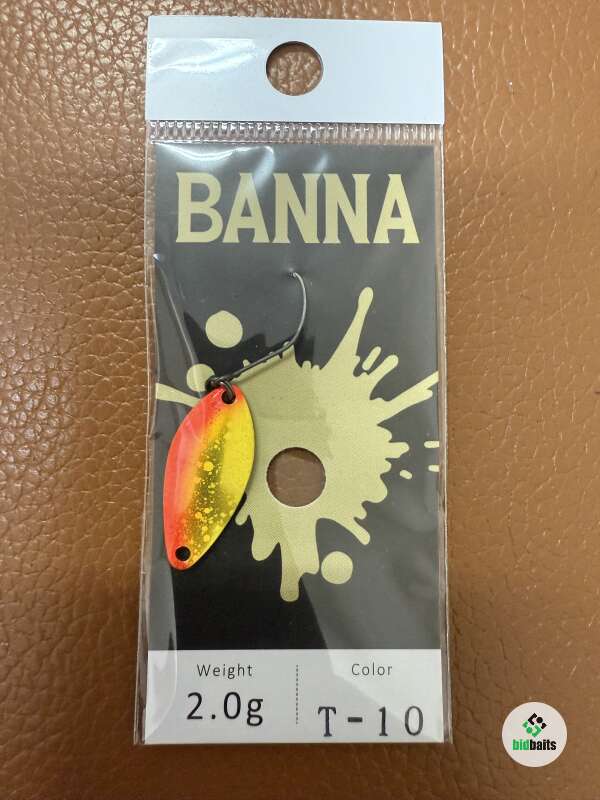 BANNA
Weight
Color
2.0g
T-10
bidbaits